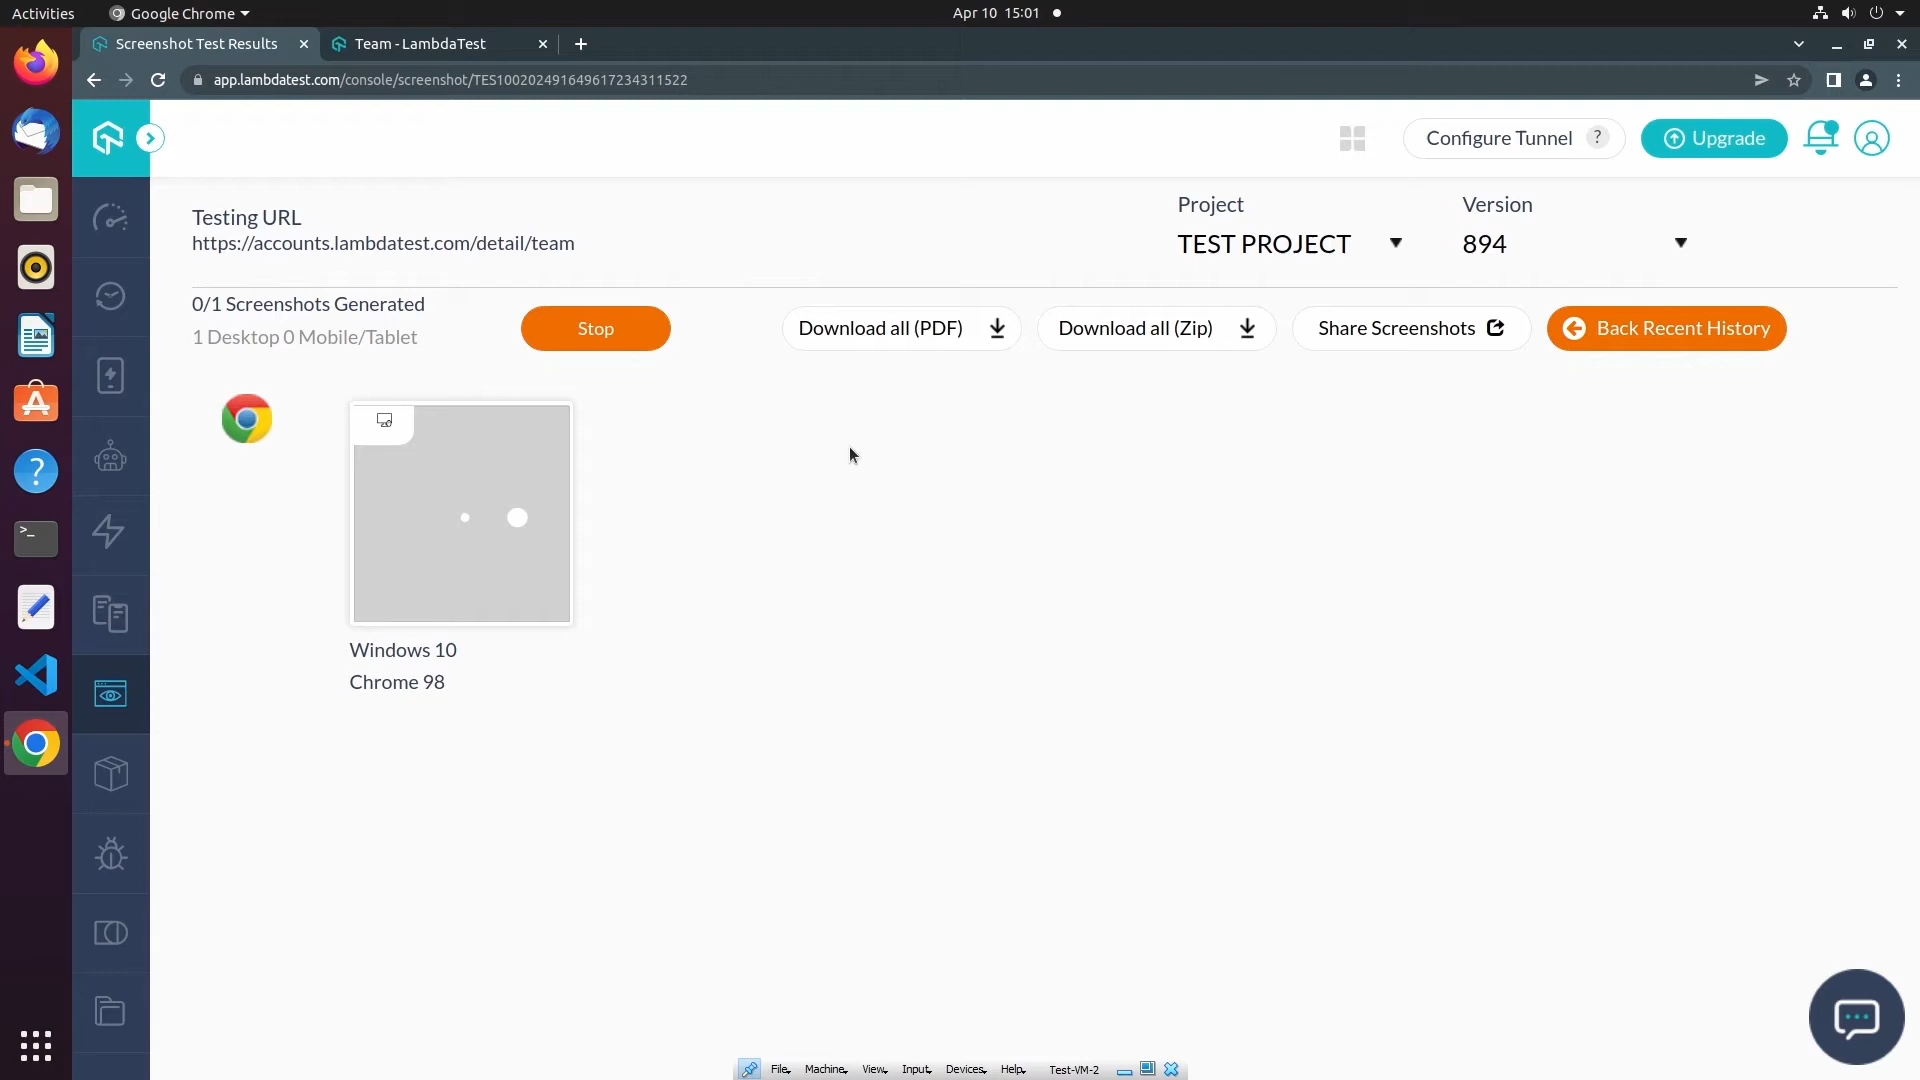 Activities
Google Chrome
Apr 10 15:01
Screenshot Test Results
Team - LambdaTest
app.lambdatest.com/console/screenshot/TES100202491649617234311522
Configure Tunnel ?
Upgrade
Testing URL
https://accounts.lambdatest.com/detail/team
Project
TEST PROJECT
Version
894
0/1 Screenshots Generated
1 Desktop 0 Mobile/Tablet
Stop
Download all (PDF)
Download all (Zip)
Share Screenshots
Back Recent History
Windows 10
Chrome 98
File Machine View Input Devices Help Test-VM-2